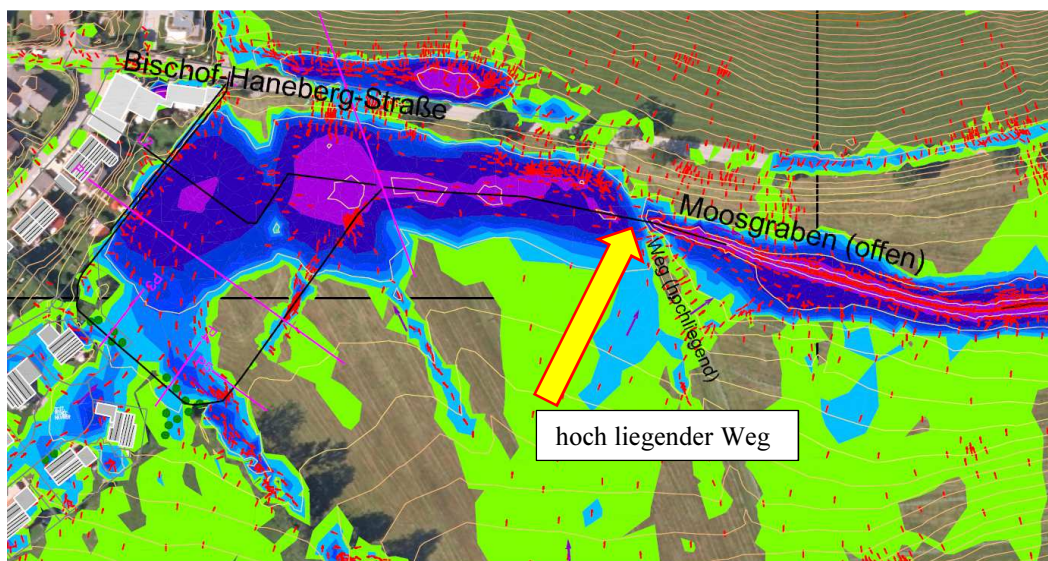 Bischof-Haneberg-Straße
Moosgraben (offen)
Weg (hochliegend)
hoch liegender Weg